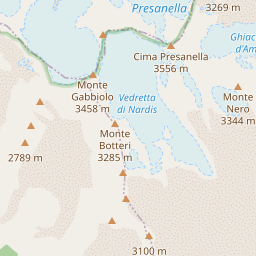 Presanella
3269 m
Ghiac
d'Am
Cima Presanella
3556 m
Monte
Gabbiolo
3458 m
Vedretta
di Nardis
Monte
Nero
3344 m
Monte
Botteri
3285 m
2789 m
3100 m